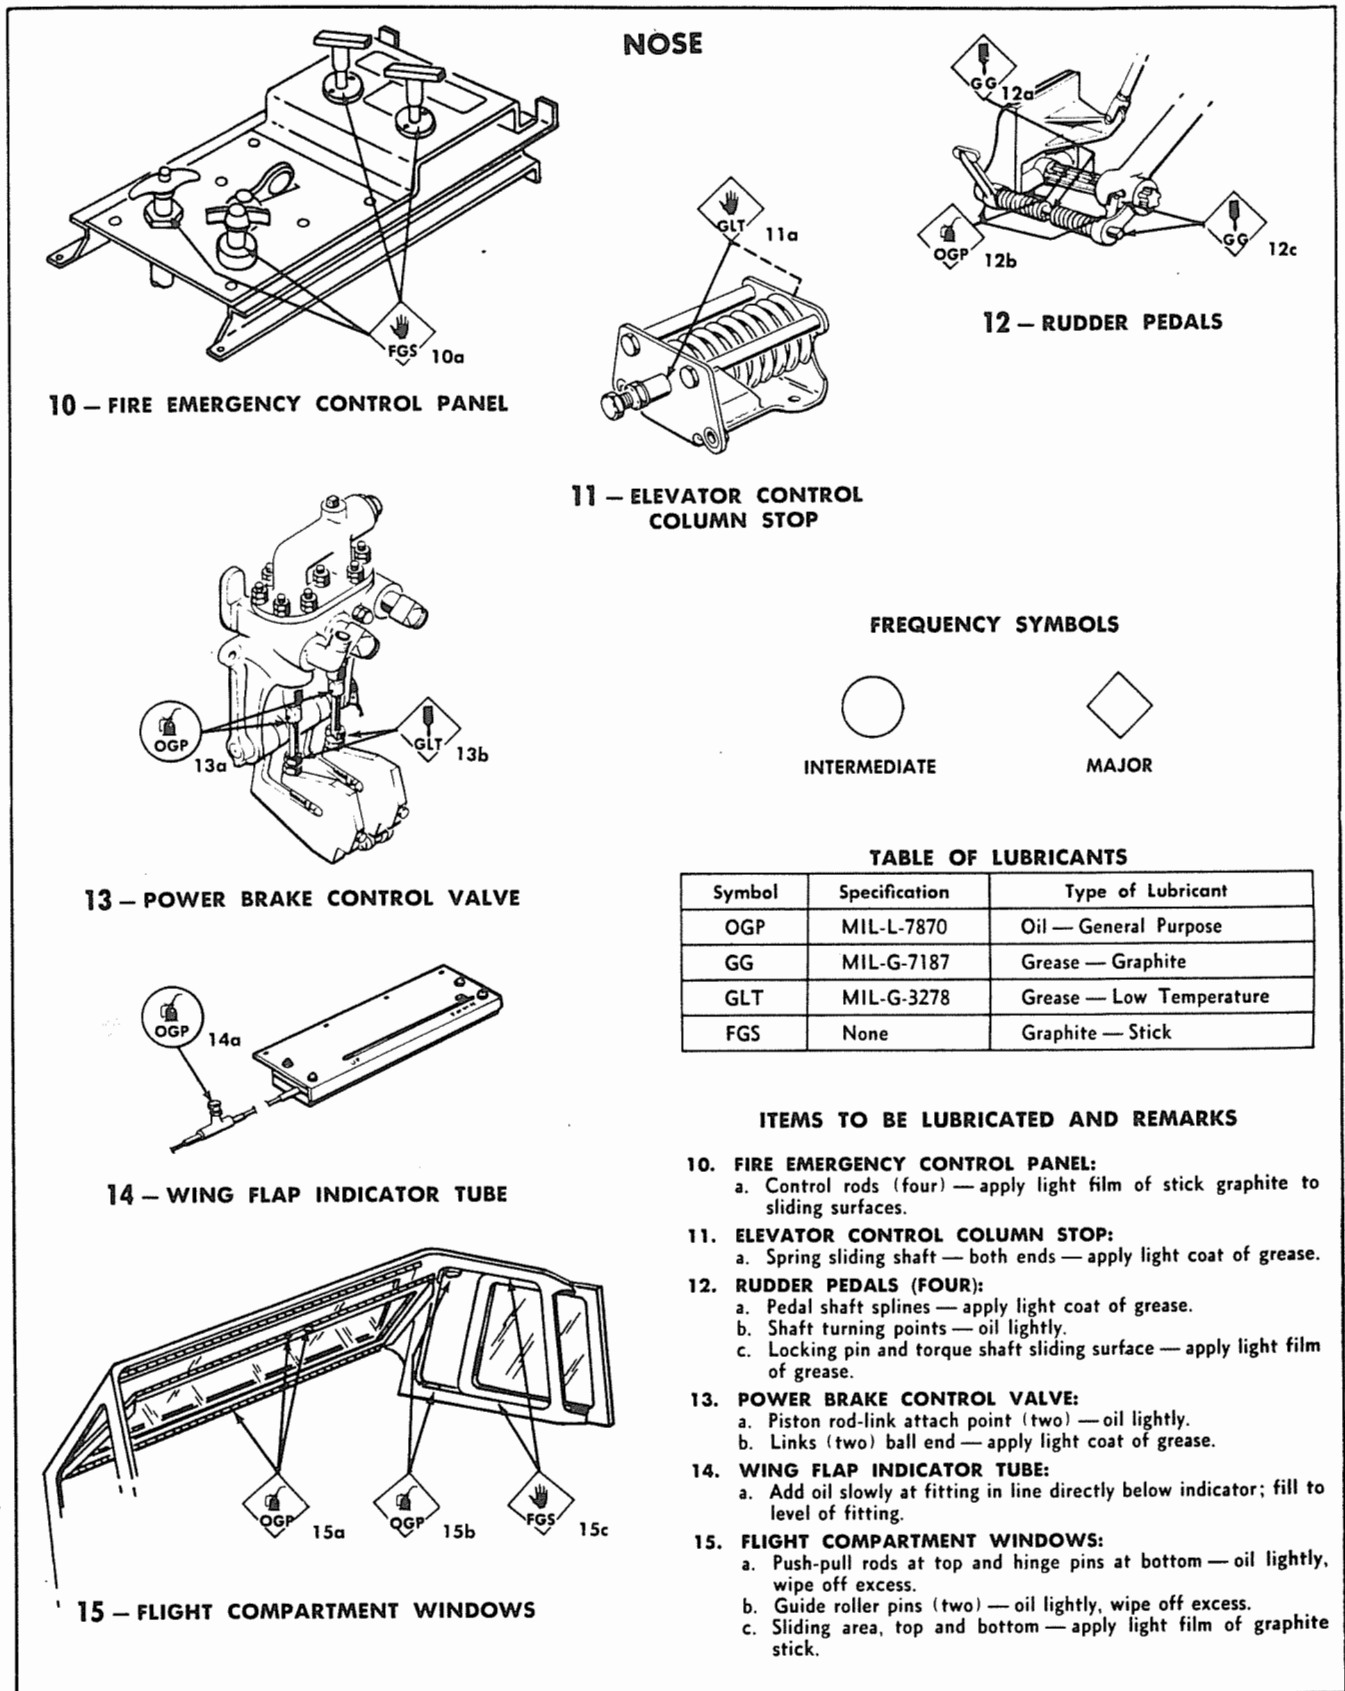 NOSE
GG 12a
OGP 12b
GG 12c
12 – RUDDER PEDALS
FGS 10a
10 – FIRE EMERGENCY CONTROL PANEL
GLT 11a
11 – ELEVATOR CONTROL
COLUMN STOP
OGP 13a
GLT 13b
13 – POWER BRAKE CONTROL VALVE
OGP 14a
14 – WING FLAP INDICATOR TUBE
OGP 15a
OGP 15b
FGS 15c
15 – FLIGHT COMPARTMENT WINDOWS
FREQUENCY SYMBOLS
INTERMEDIATE MAJOR
TABLE OF LUBRICANTS
Symbol Specification Type of Lubricant
OGP MIL-L-7870 Oil — General Purpose
GG MIL-G-7187 Grease — Graphite
GLT MIL-G-3278 Grease — Low Temperature
FGS None Graphite — Stick
ITEMS TO BE LUBRICATED AND REMARKS
10. FIRE EMERGENCY CONTROL PANEL:
a. Control rods (four) — apply light film of stick graphite to
sliding surfaces.
11. ELEVATOR CONTROL COLUMN STOP:
a. Spring sliding shaft — both ends — apply light coat of grease.
12. RUDDER PEDALS (FOUR):
a. Pedal shaft splines — apply light coat of grease.
b. Shaft turning points — oil lightly.
c. Locking pin and torque shaft sliding surface — apply light film
of grease.
13. POWER BRAKE CONTROL VALVE:
a. Piston rod-link attach point (two) — oil lightly.
b. Links (two) ball end — apply light coat of grease.
14. WING FLAP INDICATOR TUBE:
a. Add oil slowly at fitting in line directly below indicator; fill to
level of fitting.
15. FLIGHT COMPARTMENT WINDOWS:
a. Push-pull rods at top and hinge pins at bottom — oil lightly,
wipe off excess.
b. Guide roller pins (two) — oil lightly, wipe off excess.
c. Sliding area, top and bottom — apply light film of graphite
stick.